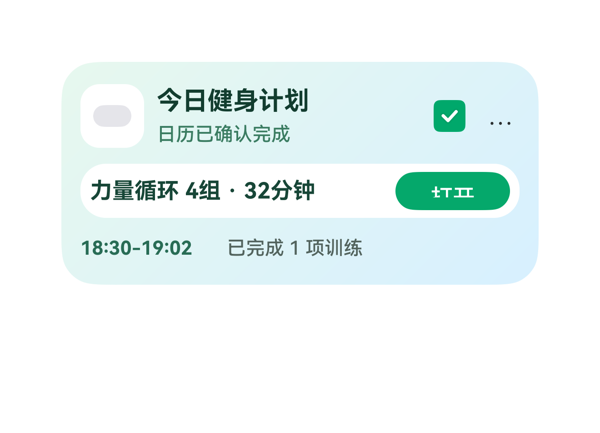 今日健身计划
日历已确认完成
...
力量循环 4组 · 32分钟
18:30-19:02 已完成 1 项训练